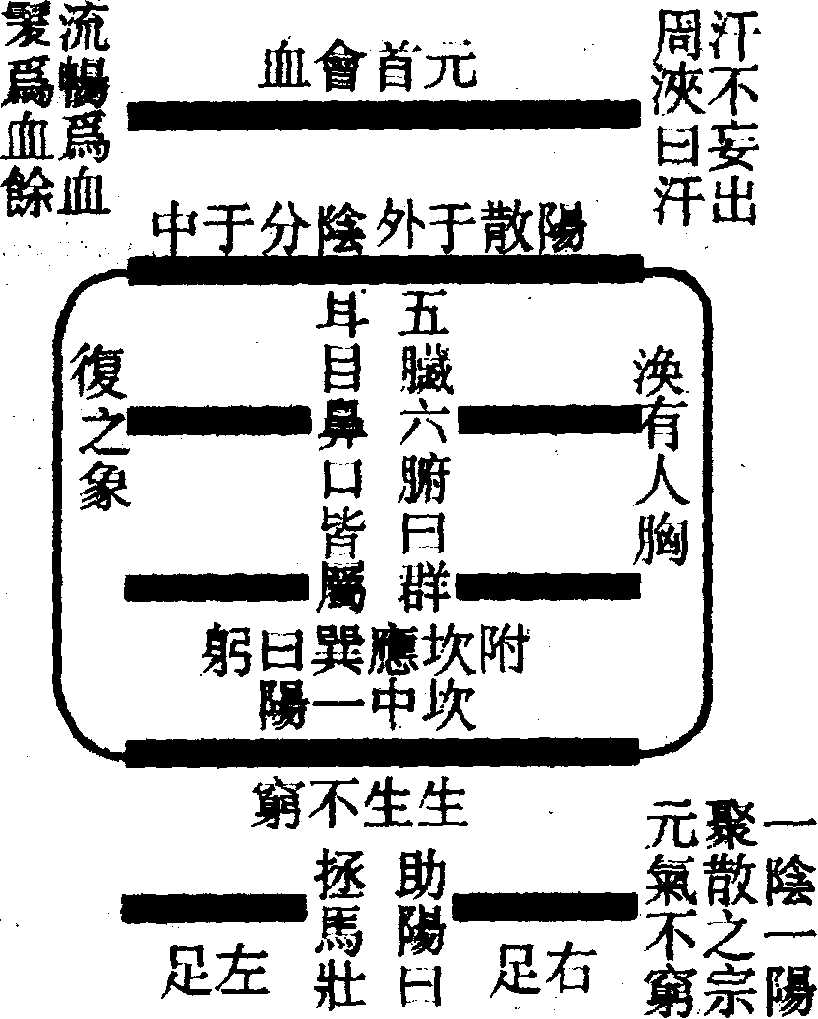 汗不妄出
周浹曰汗
元首會血
流暢爲血
髮爲血餘
陽散于外陰分于中
渙有人胸
五臟六腑曰群
耳目鼻口皆屬
復之象
附坎應巽曰躬
坎中一陽
生生不窮
一陰一陽
聚散之宗
元氣不窮
右足
助陽曰
拯馬壯
左足